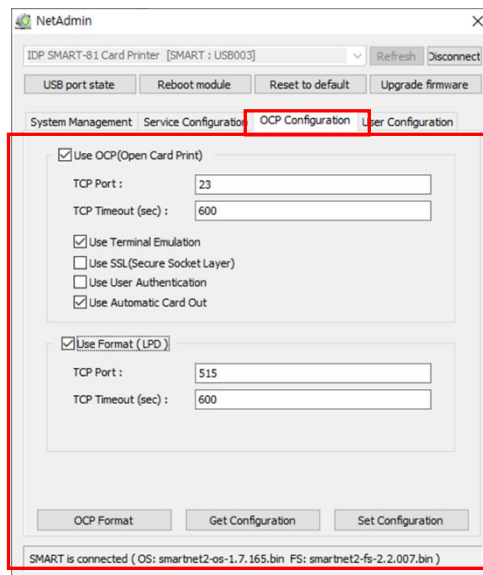 NetAdmin
IDP SMART-81 Card Printer [SMART : USB003] Refresh Disconnect
USB port state Reboot module Reset to default Upgrade firmware
System Management Service Configuration OCP Configuration User Configuration
Use OCP(Open Card Print)
TCP Port : 23
TCP Timeout (sec) : 600
Use Terminal Emulation
Use SSL(Secure Socket Layer)
Use User Authentication
Use Automatic Card Out
Use Format ( LPD )
TCP Port : 515
TCP Timeout (sec) : 600
OCP Format Get Configuration Set Configuration
SMART is connected ( OS: smartnet2-os-1.7.165.bin FS: smartnet2-fs-2.2.007.bin )